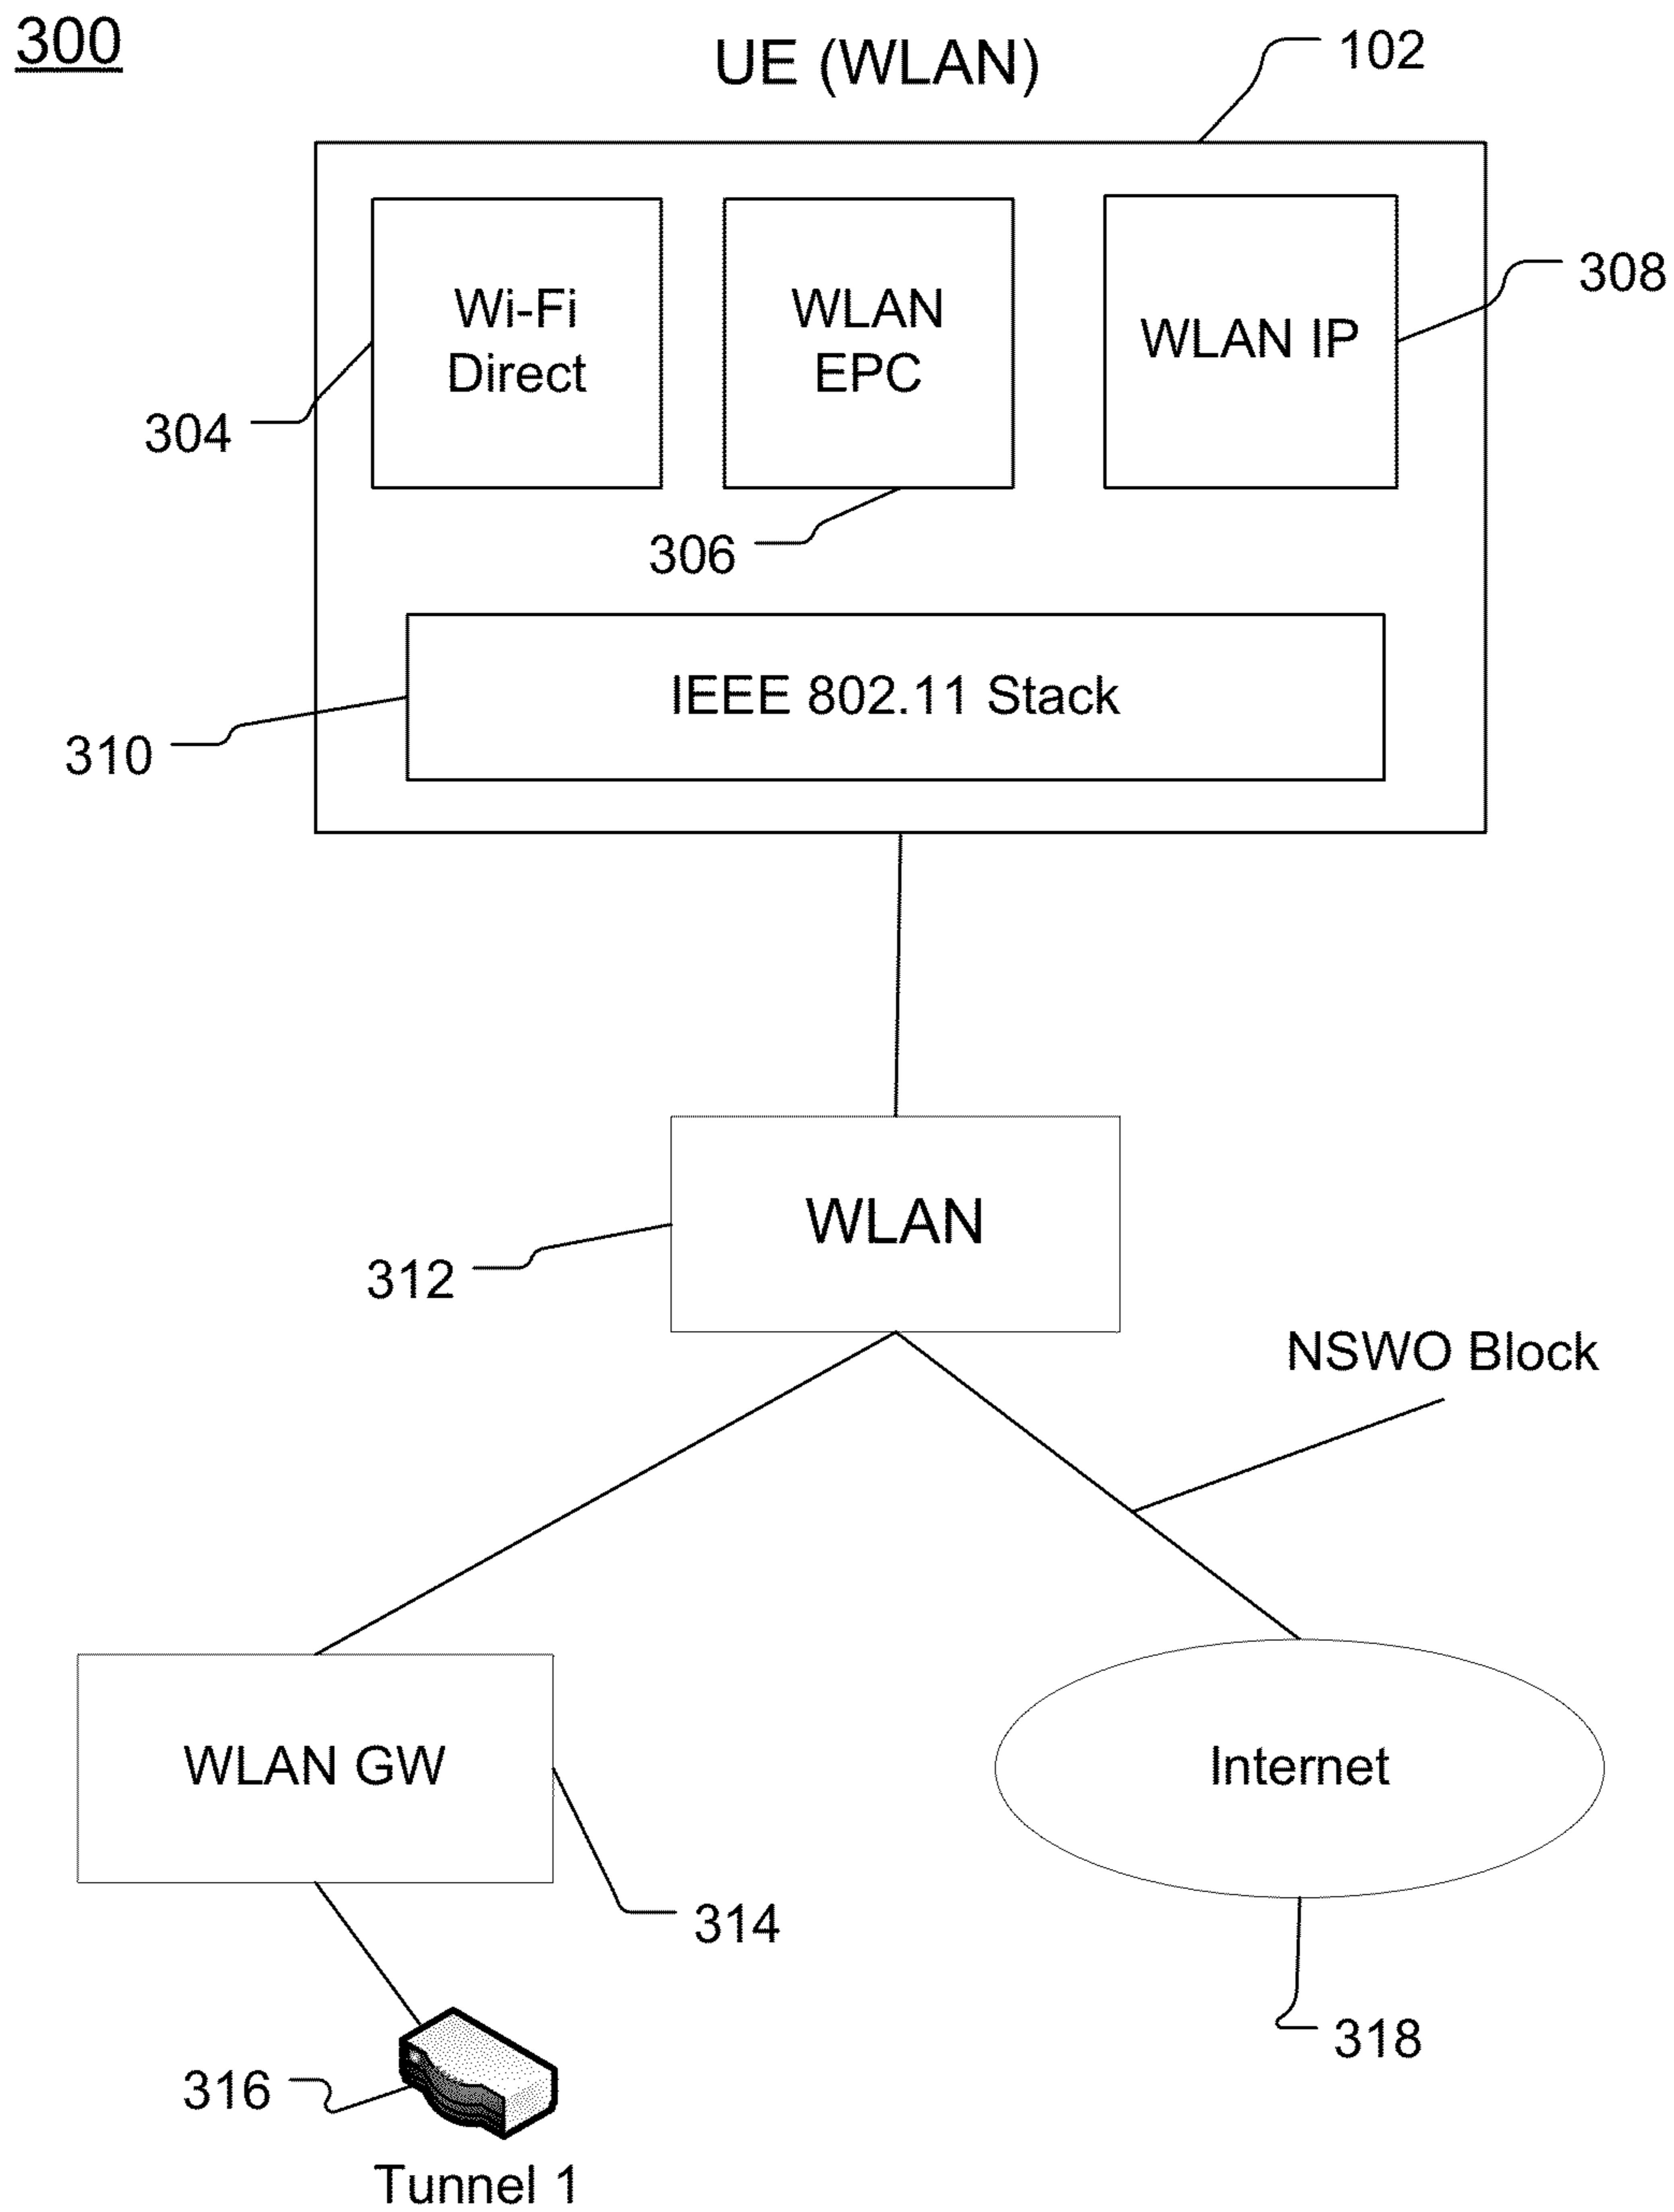 300
UE (WLAN)
102
Wi-Fi
Direct
WLAN
EPC
WLAN IP
308
304
306
IEEE 802.11 Stack
310
WLAN
312
NSWO Block
WLAN GW
Internet
314
318
316
Tunnel 1